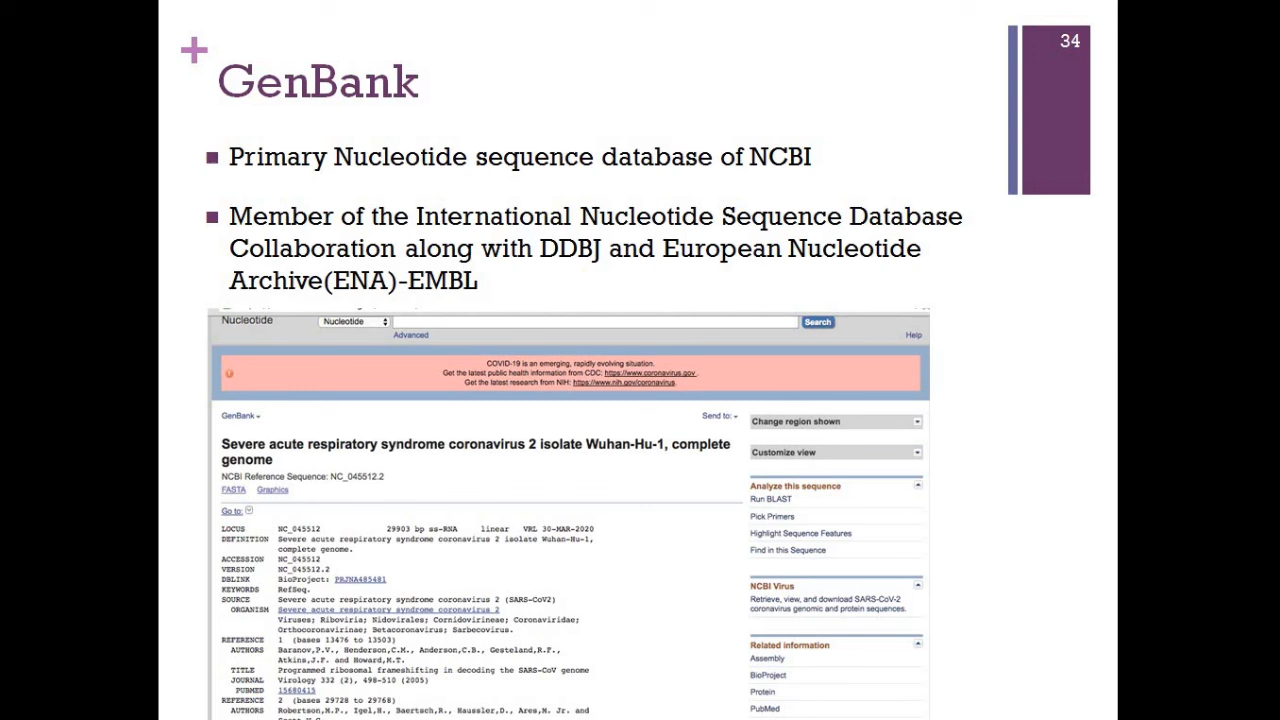 34
+
GenBank
Primary Nucleotide sequence database of NCBI
Member of the International Nucleotide Sequence Database
Collaboration along with DDBJ and European Nucleotide
Archive(ENA)-EMBL
Nucleotide Nucleotide Search
Advanced Help
COVID-19 is an emerging, rapidly evolving situation.
Get the latest public health information from CDC: https://www.coronavirus.gov .
Get the latest research from NIH: https://www.nih.gov/coronavirus.
GenBank Send to:
Severe acute respiratory syndrome coronavirus 2 isolate Wuhan-Hu-1, complete
genome
NCBI Reference Sequence: NC_045512.2
FASTA Graphics
Go to:
LOCUS NC_045512 29903 bp ss-RNA linear VRL 30-MAR-2020
DEFINITION Severe acute respiratory syndrome coronavirus 2 isolate Wuhan-Hu-1,
complete genome.
ACCESSION NC_045512
VERSION NC_045512.2
DBLINK BioProject: PRJNA485481
KEYWORDS RefSeq.
SOURCE Severe acute respiratory syndrome coronavirus 2 (SARS-CoV2)
ORGANISM Severe acute respiratory syndrome coronavirus 2
Viruses; Riboviria; Nidovirales; Cornidovirineae; Coronaviridae;
Orthocoronavirinae; Betacoronavirus; Sarbecovirus.
REFERENCE 1 (bases 13476 to 13503)
AUTHORS Baranov,P.V., Henderson,C.M., Anderson,C.B., Gesteland,R.F.,
Atkins,J.F. and Howard,M.T.
TITLE Programmed ribosomal frameshifting in decoding the SARS-CoV genome
JOURNAL Virology 332 (2), 498-510 (2005)
PUBMED 15680415
REFERENCE 2 (bases 29728 to 29768)
AUTHORS Robertson,M.P., Igel,H., Baertsch,R., Haussler,D., Ares,M. Jr. and
Change region shown
Customize view
Analyze this sequence
Run BLAST
Pick Primers
Highlight Sequence Features
Find in this Sequence
NCBI Virus
Retrieve, view, and download SARS-CoV-2
coronavirus genomic and protein sequences.
Related information
Assembly
BioProject
Protein
PubMed